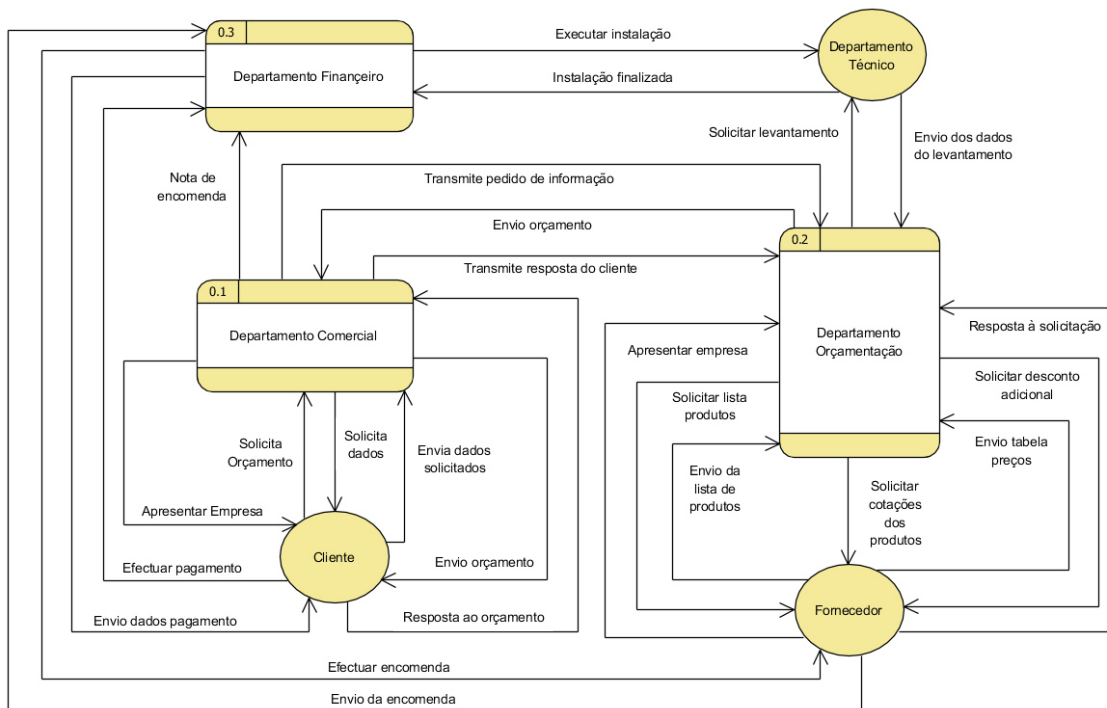 0.3
Departamento Finançeiro
Executar instalação
Departamento
Técnico
Instalação finalizada
Solicitar levantamento
Envio dos dados
do levantamento
Nota de
encomenda
Transmite pedido de informação
Envio orçamento
0.2
Transmite resposta do cliente
0.1
Departamento Comercial
Departamento
Orçamentação
Apresentar empresa
Resposta à solicitação
Solicitar lista
produtos
Solicitar desconto
adicional
Solicita
Orçamento
Solicita
dados
Envia dados
solicitados
Envio da
lista de
produtos
Envio tabela
preços
Solicitar
cotações
dos
produtos
Apresentar Empresa
Cliente
Efectuar pagamento
Envio orçamento
Fornecedor
Envio dados pagamento
Resposta ao orçamento
Efectuar encomenda
Envio da encomenda